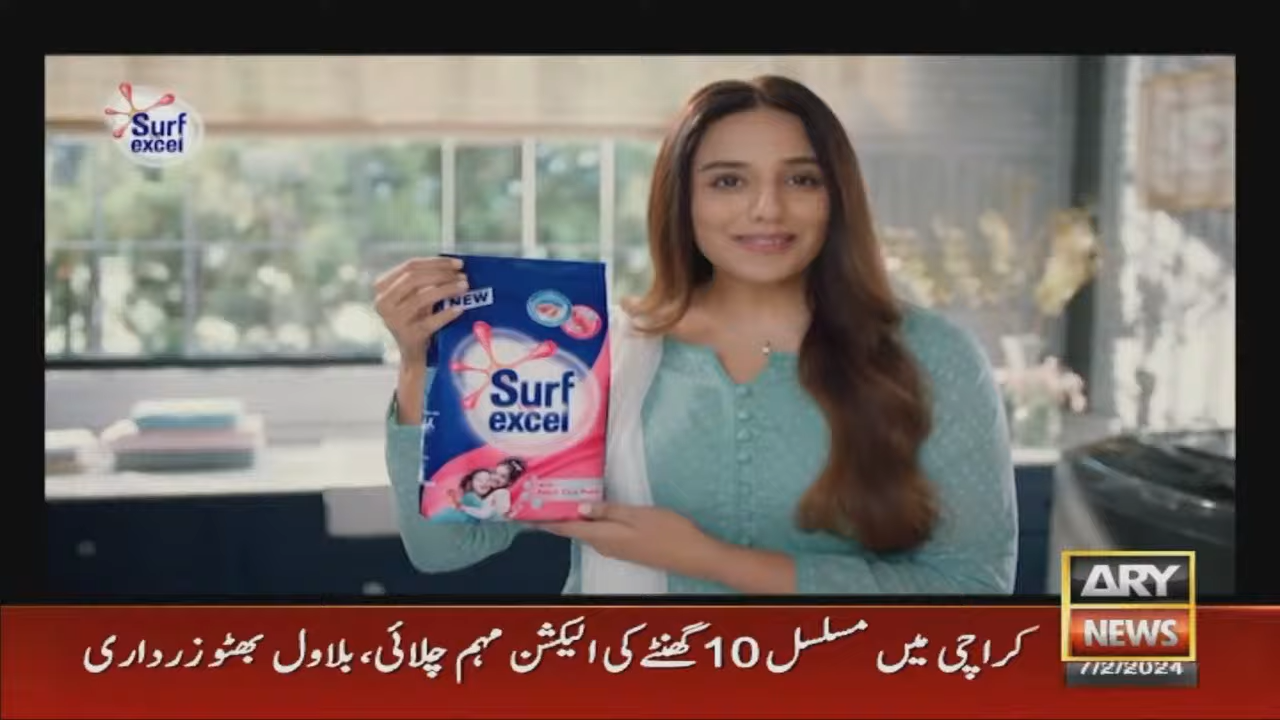 Surf
excel
NEW
Surf
excel
ARY
NEWS
7/2/2024
کراچی میں مسلسل 10 گھنٹے کی الیکشن مہم چلائی، بلاول بھٹو زرداری